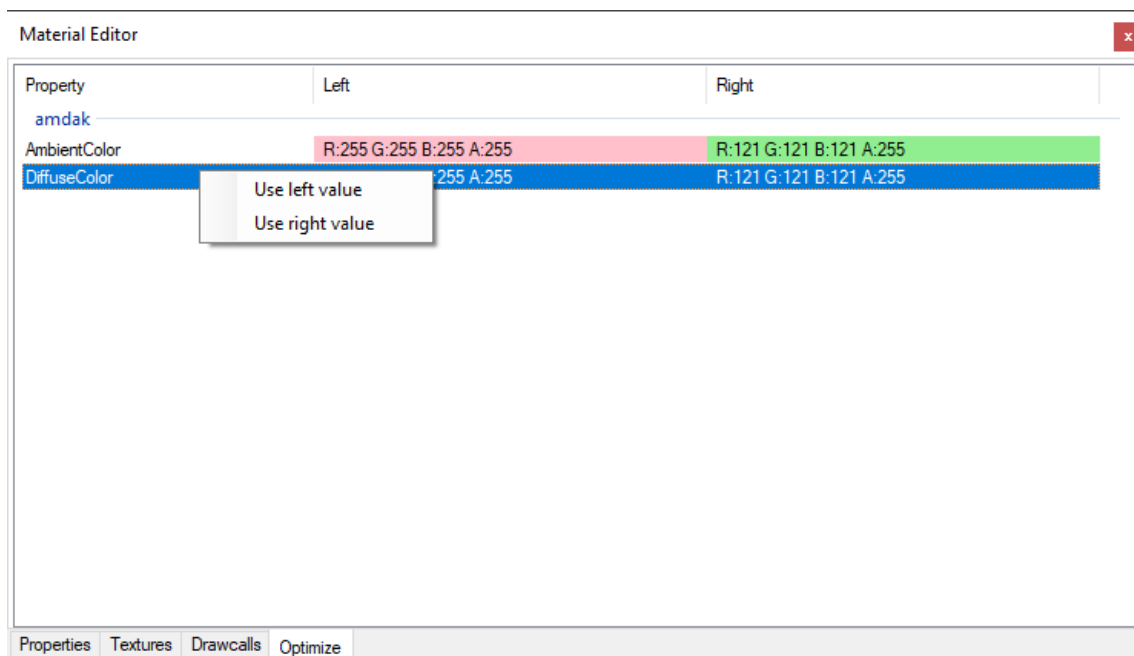 Material Editor
x
Property Left Right
amdak
AmbientColor R:255 G:255 B:255 A:255 R:121 G:121 B:121 A:255
DiffuseColor :255 A:255 R:121 G:121 B:121 A:255
Use left value
Use right value
Properties Textures Drawcalls Optimize